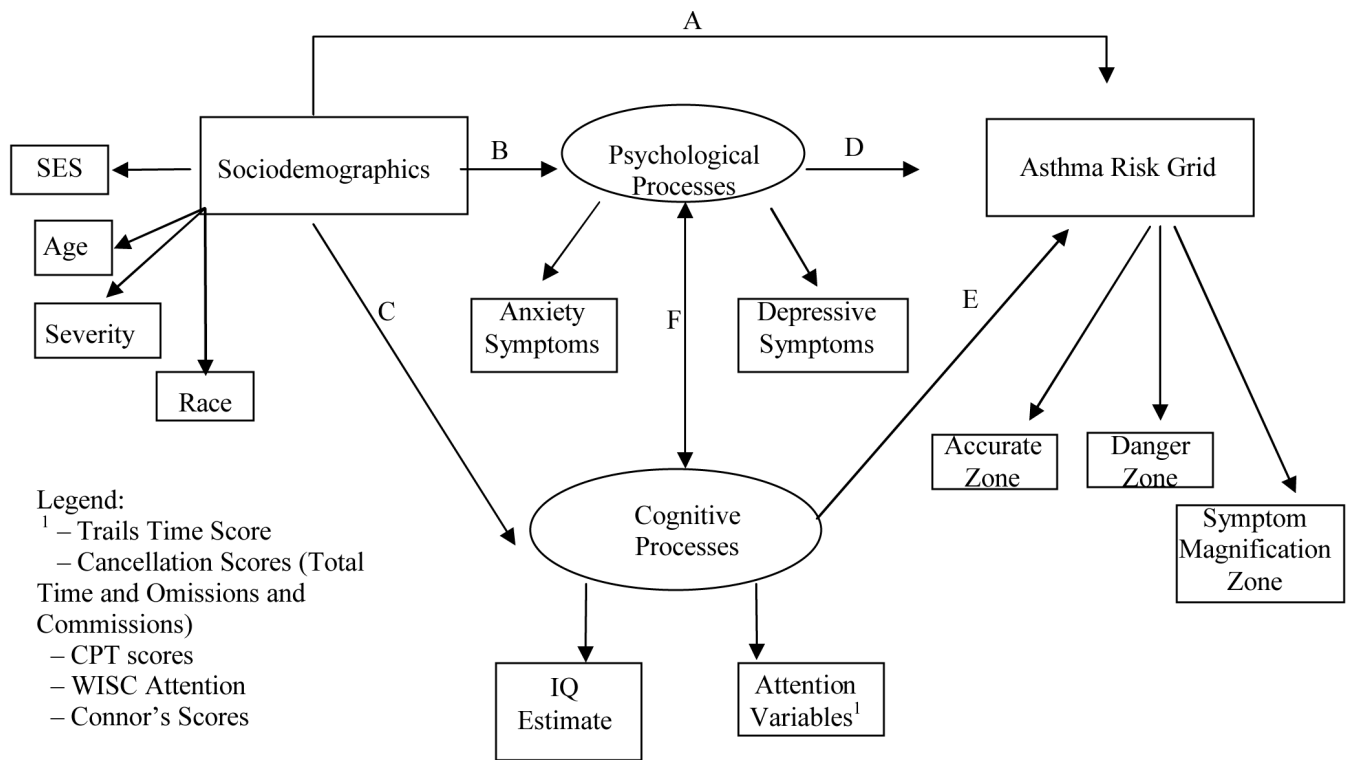 A
SES
Sociodemographics
B
Psychological
Processes
D
Asthma Risk Grid
Age
Severity
Race
C
Anxiety
Symptoms
F
Depressive
Symptoms
E
Accurate
Zone
Danger
Zone
Symptom
Magnification
Zone
Cognitive
Processes
IQ
Estimate
Attention
Variables¹
Legend:
¹ – Trails Time Score
– Cancellation Scores (Total
Time and Omissions and
Commissions)
– CPT scores
– WISC Attention
– Connor’s Scores